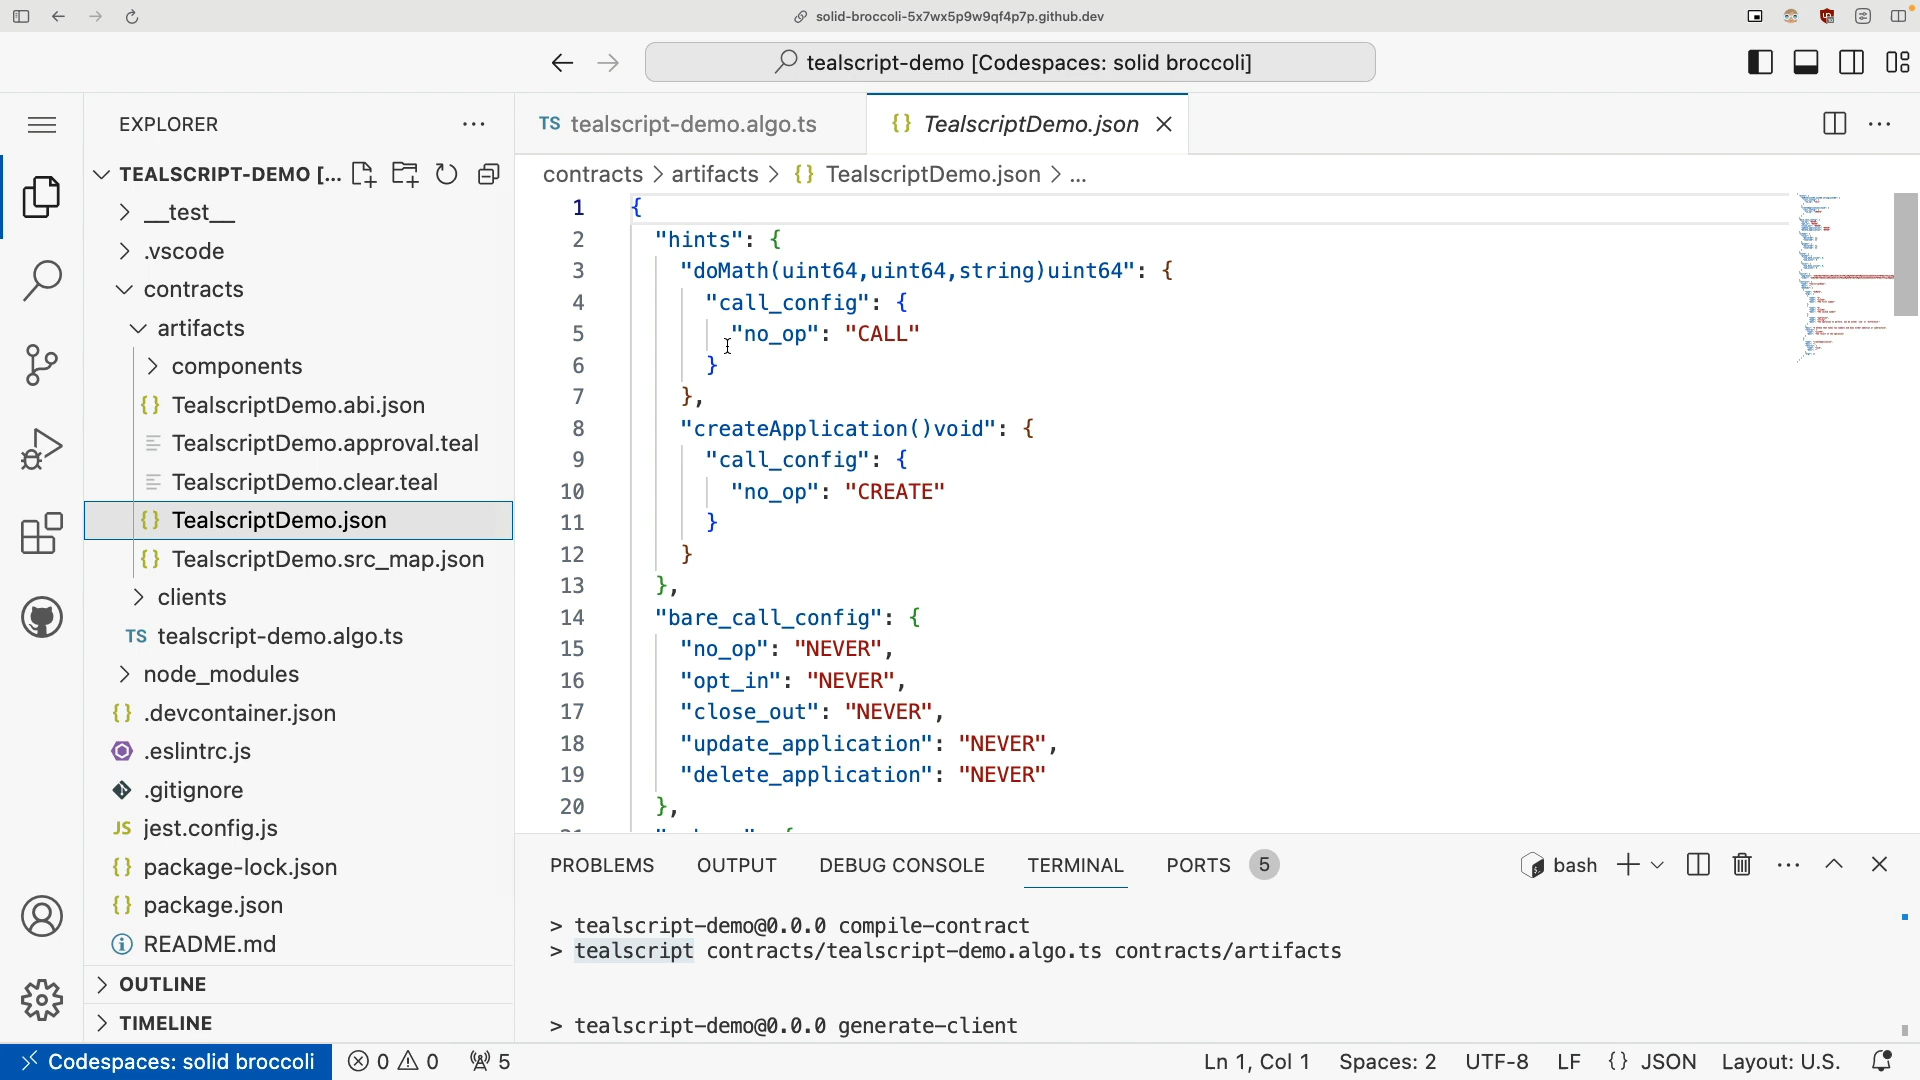 solid-broccoli-5x7wx5p9w9qf4p7p.github.dev
tealscript-demo [Codespaces: solid broccoli]
EXPLORER
TEALSCRIPT-DEMO [...
__test__
.vscode
contracts
artifacts
components
{} TealscriptDemo.abi.json
TealscriptDemo.approval.teal
TealscriptDemo.clear.teal
{} TealscriptDemo.json
{} TealscriptDemo.src_map.json
clients
TS tealscript-demo.algo.ts
node_modules
{} .devcontainer.json
.eslintrc.js
.gitignore
JS jest.config.js
{} package-lock.json
{} package.json
README.md
OUTLINE
TIMELINE
TS tealscript-demo.algo.ts
{} TealscriptDemo.json
contracts > artifacts > {} TealscriptDemo.json > ...
1 {
2 "hints": {
3 "doMath(uint64,uint64,string)uint64": {
4 "call_config": {
5 "no_op": "CALL"
6 }
7 },
8 "createApplication()void": {
9 "call_config": {
10 "no_op": "CREATE"
11 }
12 }
13 },
14 "bare_call_config": {
15 "no_op": "NEVER",
16 "opt_in": "NEVER",
17 "close_out": "NEVER",
18 "update_application": "NEVER",
19 "delete_application": "NEVER"
20 },
PROBLEMS OUTPUT DEBUG CONSOLE TERMINAL PORTS 5
bash
> tealscript-demo@0.0.0 compile-contract
> tealscript contracts/tealscript-demo.algo.ts contracts/artifacts
> tealscript-demo@0.0.0 generate-client
Codespaces: solid broccoli 0 0 5
Ln 1, Col 1 Spaces: 2 UTF-8 LF {} JSON Layout: U.S.